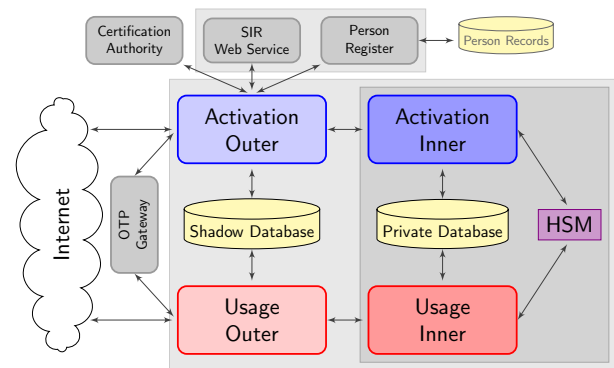 Certification
Authority
SIR
Web Service
Person
Register
Person Records
Activation
Outer
Activation
Inner
Internet
OTP
Gateway
Shadow Database
Private Database
HSM
Usage
Outer
Usage
Inner